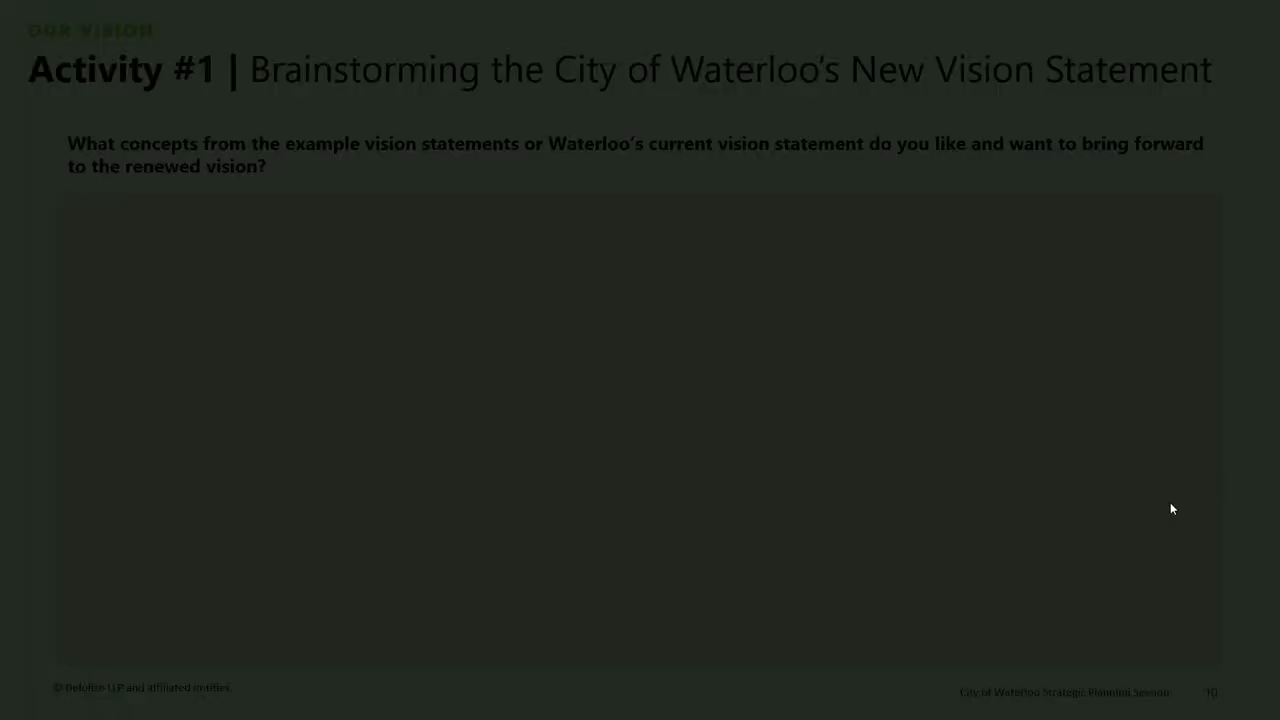 OUR VISION
Activity #1 | Brainstorming the City of Waterloo's New Vision Statement
What concepts from the example vision statements or Waterloo's current vision statement do you like and want to bring forward
to the renewed vision?
© Deloitte LLP and affiliated entities.
City of Waterloo Strategic Planning Session
10